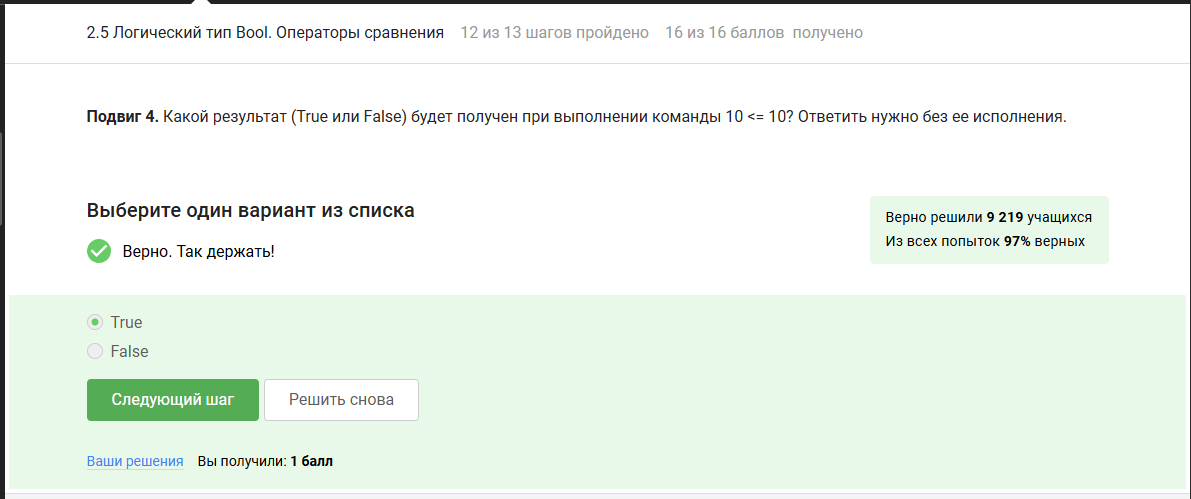 2.5 Логический тип Bool. Операторы сравнения 12 из 13 шагов пройдено 16 из 16 баллов получено
Подвиг 4. Какой результат (True или False) будет получен при выполнении команды 10 <= 10? Ответить нужно без ее исполнения.
Выберите один вариант из списка
Верно решили 9 219 учащихся
Из всех попыток 97% верных
Верно. Так держать!
True
False
Следующий шаг Решить снова
Ваши решения Вы получили: 1 балл